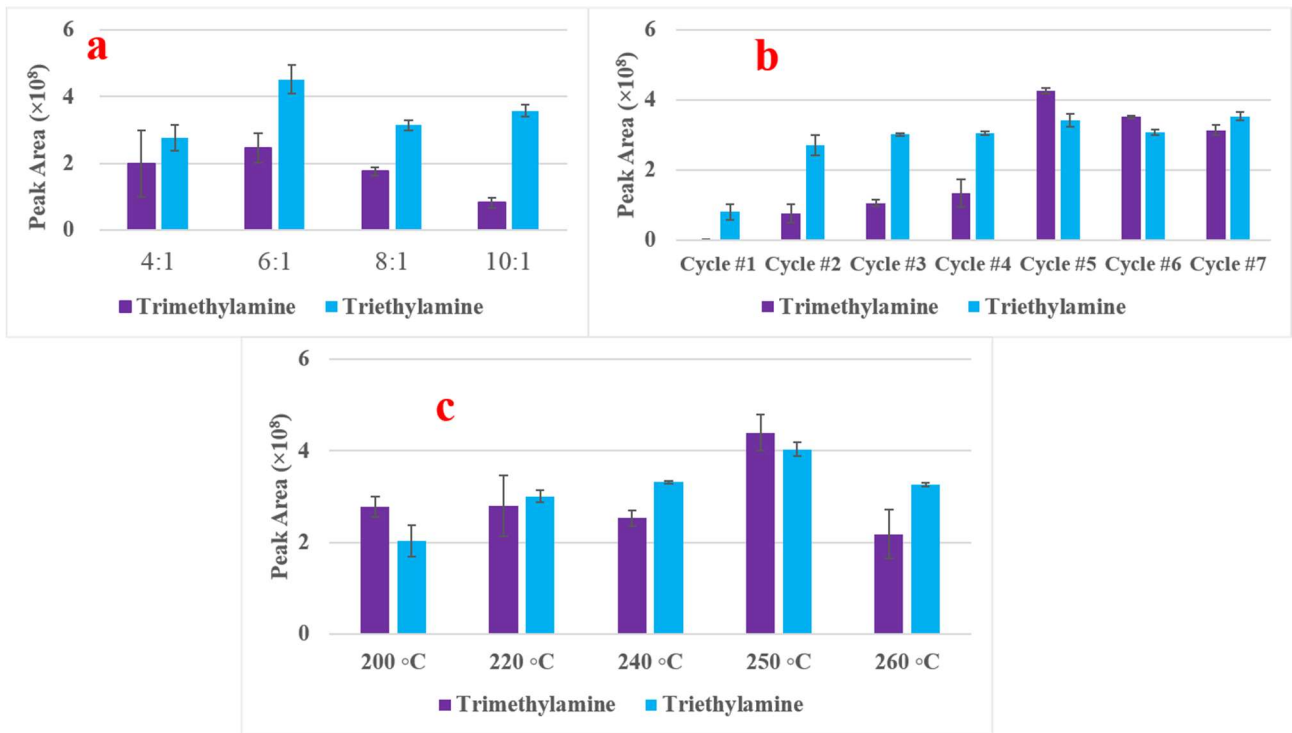 a
Peak Area (×10⁸)
6
4
2
0
4:1 6:1 8:1 10:1
Trimethylamine Triethylamine
b
Peak Area (×10⁸)
6
4
2
0
Cycle #1 Cycle #2 Cycle #3 Cycle #4 Cycle #5 Cycle #6 Cycle #7
Trimethylamine Triethylamine
c
Peak Area (×10⁸)
6
4
2
0
200 °C 220 °C 240 °C 250 °C 260 °C
Trimethylamine Triethylamine